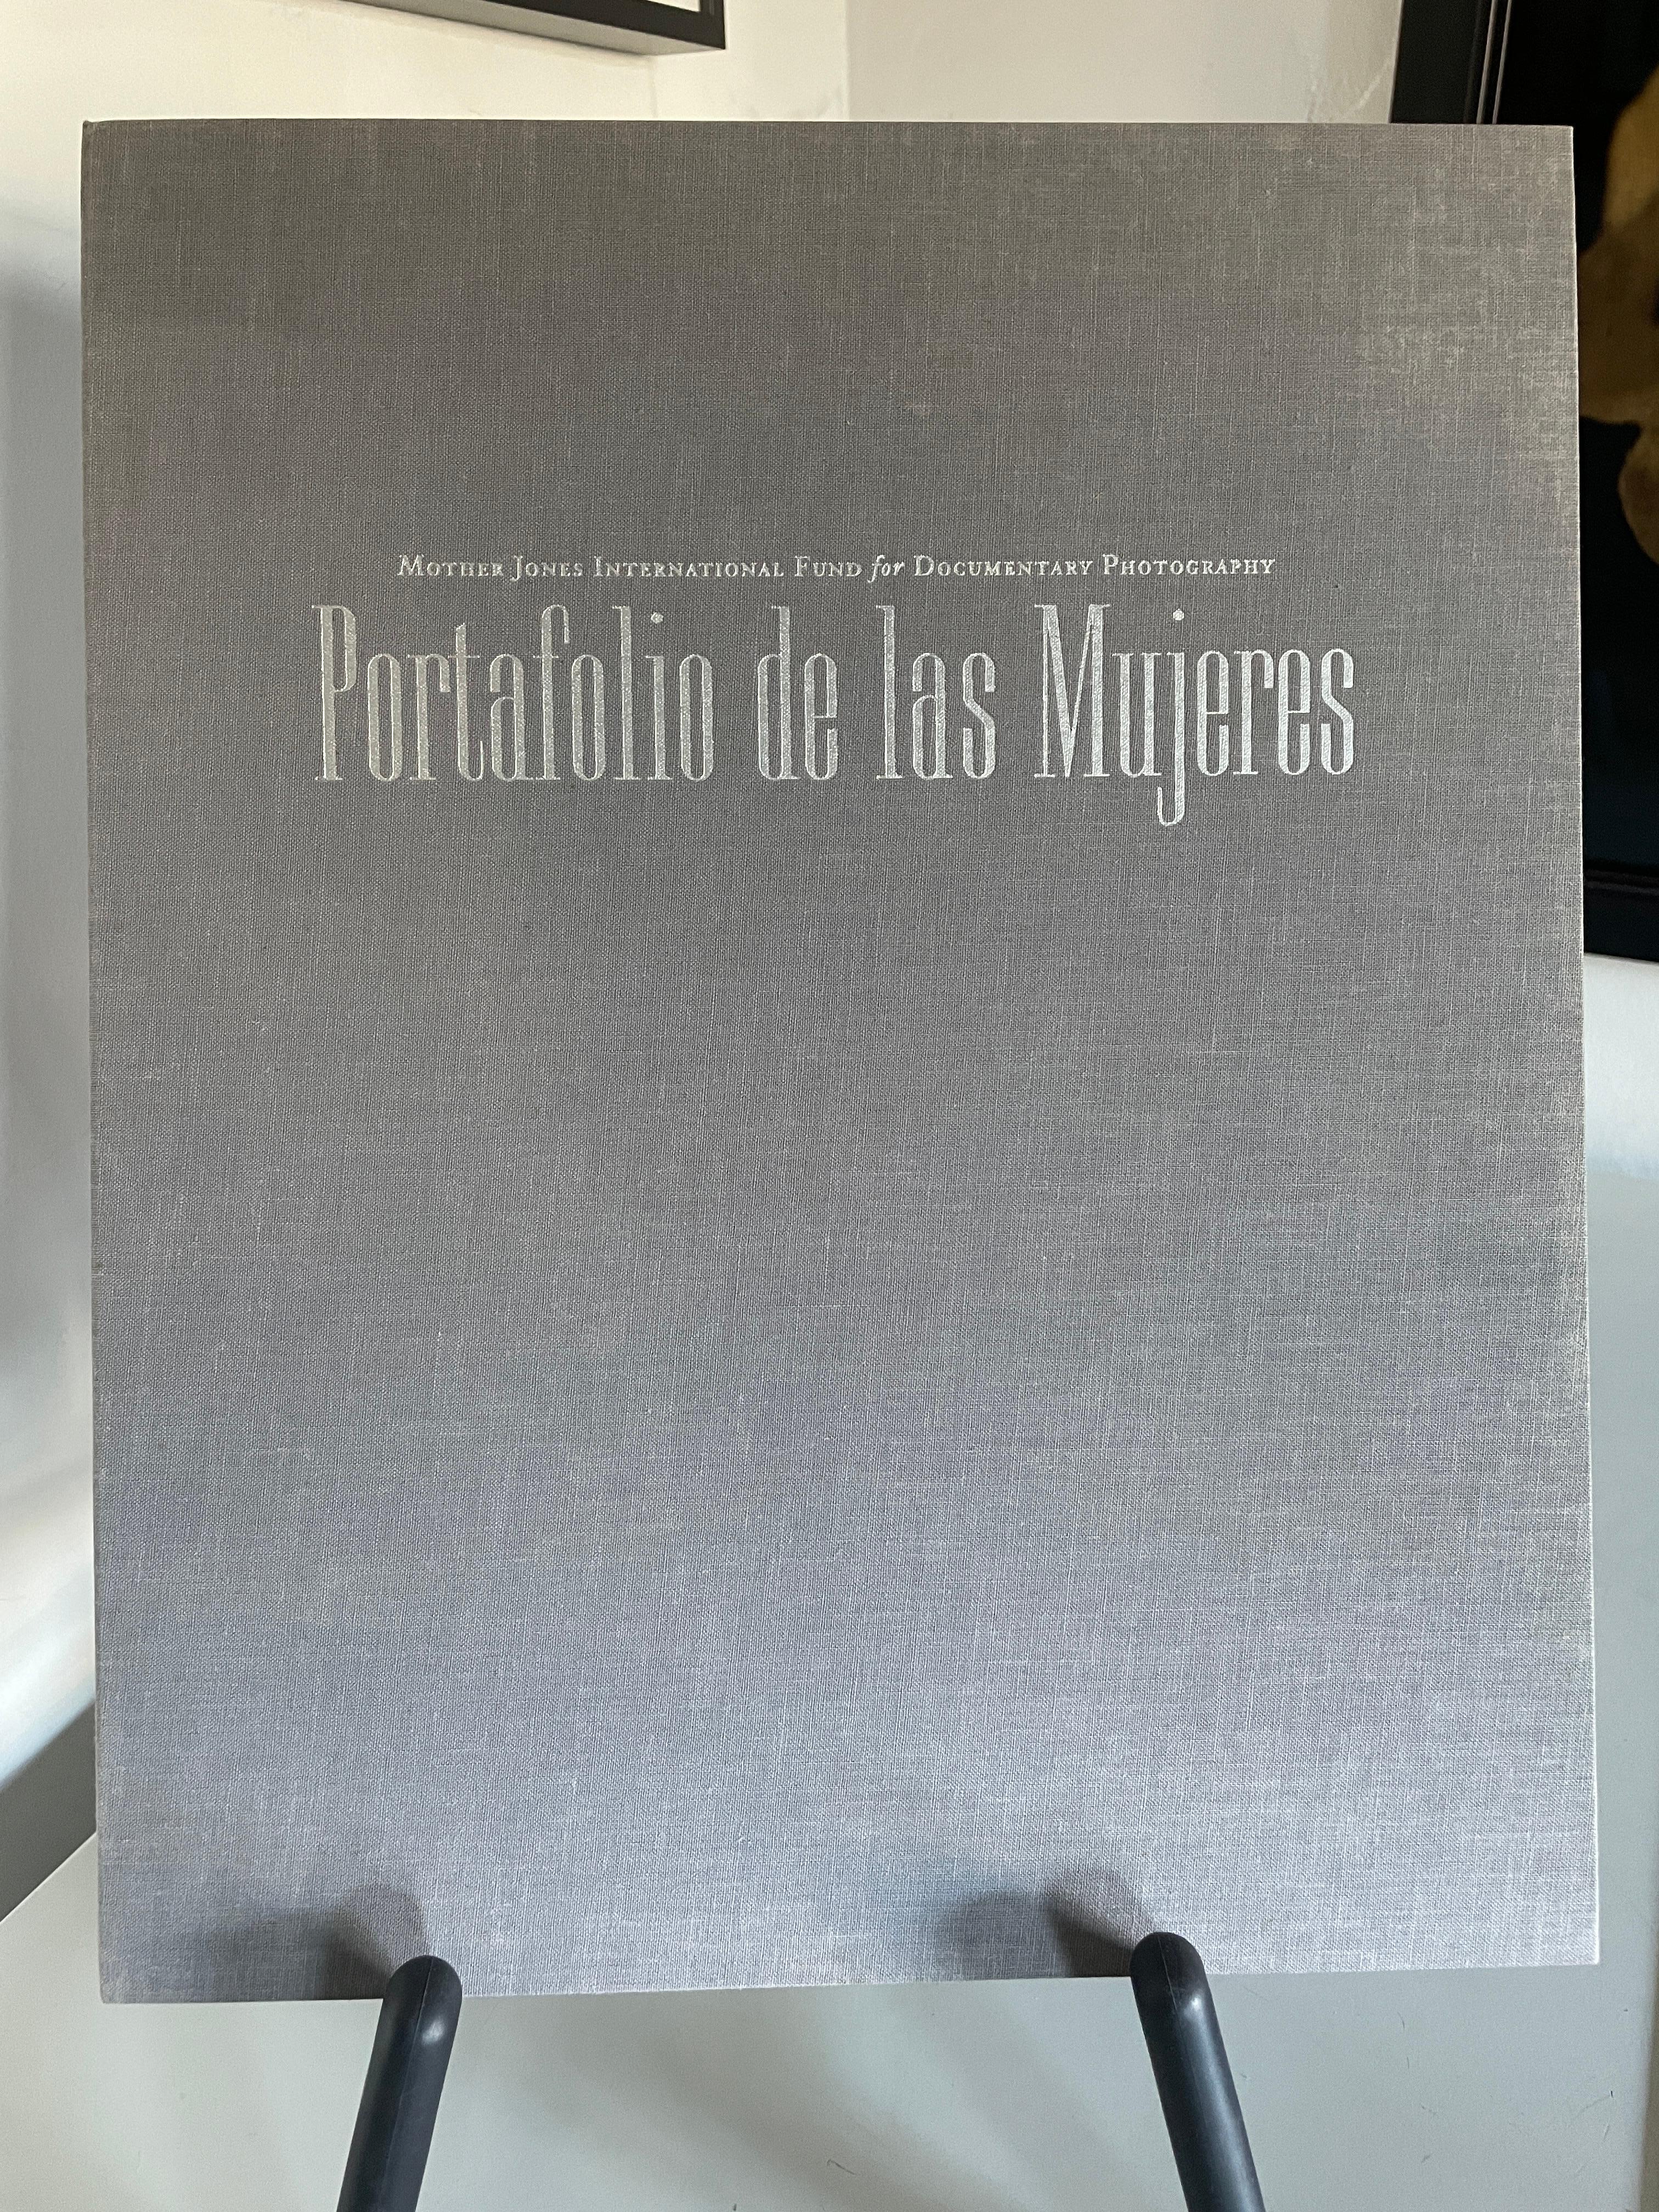 Mother Jones International Fund for Documentary Photography
Portafolio de las Mujeres